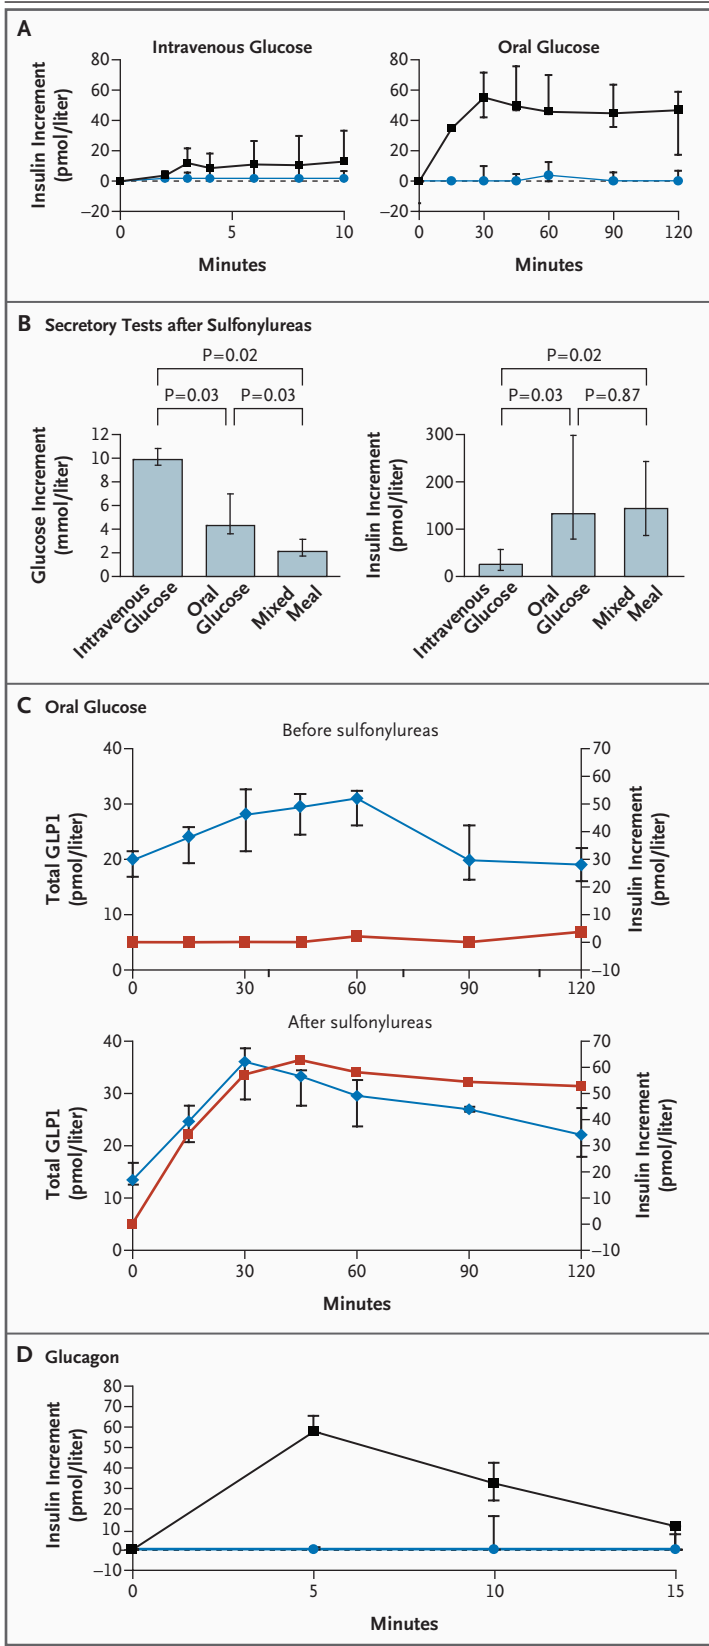 A
Intravenous Glucose
Oral Glucose
Insulin Increment
(pmol/liter)
80
60
40
20
0
−20
0
5
10
Minutes
80
60
40
20
0
−20
0
30
60
90
120
Minutes
B Secretory Tests after Sulfonylureas
P=0.02
P=0.03
P=0.03
Glucose Increment
(mmol/liter)
12
10
8
6
4
2
0
Intravenous
Glucose
Oral
Glucose
Mixed
Meal
P=0.02
P=0.03
P=0.87
Insulin Increment
(pmol/liter)
300
200
100
0
Intravenous
Glucose
Oral
Glucose
Mixed
Meal
C Oral Glucose
Before sulfonylureas
Total GLP1
(pmol/liter)
40
30
20
10
0
70
60
50
40
30
20
10
0
−10
Insulin Increment
(pmol/liter)
0
30
60
90
120
After sulfonylureas
Total GLP1
(pmol/liter)
40
30
20
10
0
70
60
50
40
30
20
10
0
−10
Insulin Increment
(pmol/liter)
0
30
60
90
120
Minutes
D Glucagon
Insulin Increment
(pmol/liter)
80
70
60
50
40
30
20
10
0
−10
0
5
10
15
Minutes